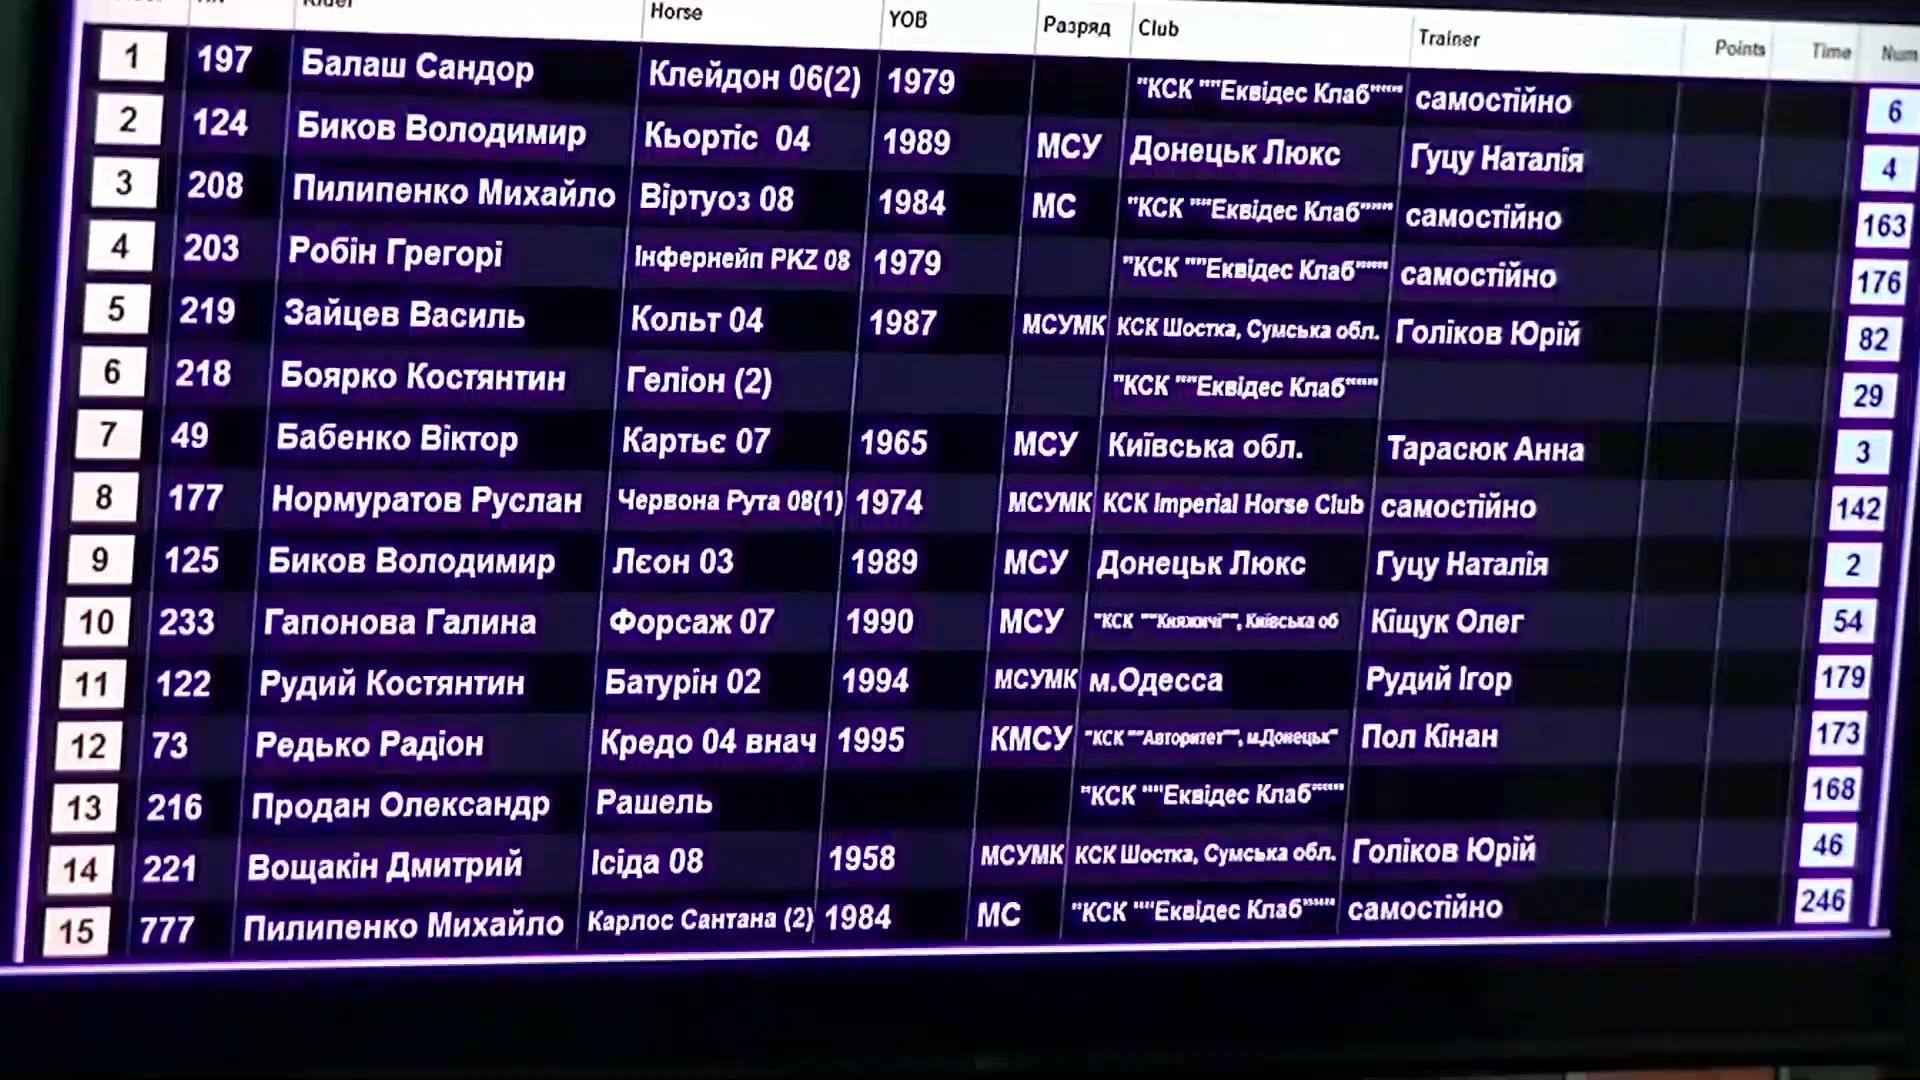 Horse YOB Разряд Club Trainer Points Time Num
1 197 Балаш Сандор Клейдон 06(2) 1979 "КСК ""Еквідес Клаб"""" самостійно 6
2 124 Биков Володимир Кьортіс 04 1989 МСУ Донецьк Люкс Гуцу Наталія 4
3 208 Пилипенко Михайло Віртуоз 08 1984 МС "КСК ""Еквідес Клаб"""" самостійно 163
4 203 Робін Грегорі Інфернейп PKZ 08 1979 "КСК ""Еквідес Клаб"""" самостійно 176
5 219 Зайцев Василь Кольт 04 1987 МСУМК КСК Шостка, Сумська обл. Голіков Юрій 82
6 218 Боярко Костянтин Геліон (2) "КСК ""Еквідес Клаб"""" 29
7 49 Бабенко Віктор Картьє 07 1965 МСУ Київська обл. Тарасюк Анна 3
8 177 Нормуратов Руслан Червона Рута 08(1) 1974 МСУМК КСК Imperial Horse Club самостійно 142
9 125 Биков Володимир Лєон 03 1989 МСУ Донецьк Люкс Гуцу Наталія 2
10 233 Гапонова Галина Форсаж 07 1990 МСУ "КСК ""Княжичі"", Київська об Кіщук Олег 54
11 122 Рудий Костянтин Батурін 02 1994 МСУМК м.Одесса Рудий Ігор 179
12 73 Редько Радіон Кредо 04 внач 1995 КМСУ "КСК ""Авторитет"", м.Донецьк" Пол Кінан 173
13 216 Продан Олександр Рашель "КСК ""Еквідес Клаб"""" 168
14 221 Вощакін Дмитрий Ісіда 08 1958 МСУМК КСК Шостка, Сумська обл. Голіков Юрій 46
15 777 Пилипенко Михайло Карлос Сантана (2) 1984 МС "КСК ""Еквідес Клаб"""" самостійно 246